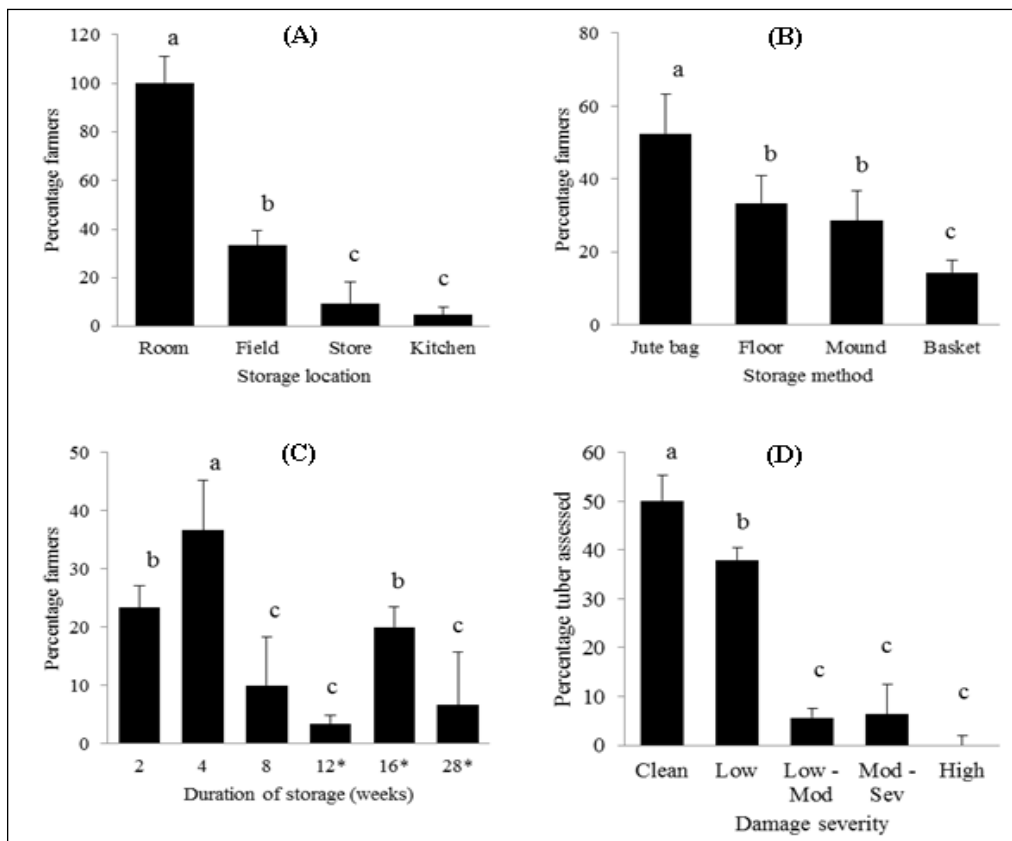 (A)
120
100
80
60
40
20
0
a
b
c
c
Percentage farmers
Room Field Store Kitchen
Storage location
(B)
80
60
40
20
0
a
b
b
c
Percentage farmers
Jute bag Floor Mound Basket
Storage method
(C)
50
40
30
20
10
0
b
a
c
c
b
c
Percentage farmers
2 4 8 12* 16* 28*
Duration of storage (weeks)
(D)
60
50
40
30
20
10
0
a
b
c
c
c
Percentage tuber assessed
Clean Low Low - Mod - High
Mod Sev
Damage severity